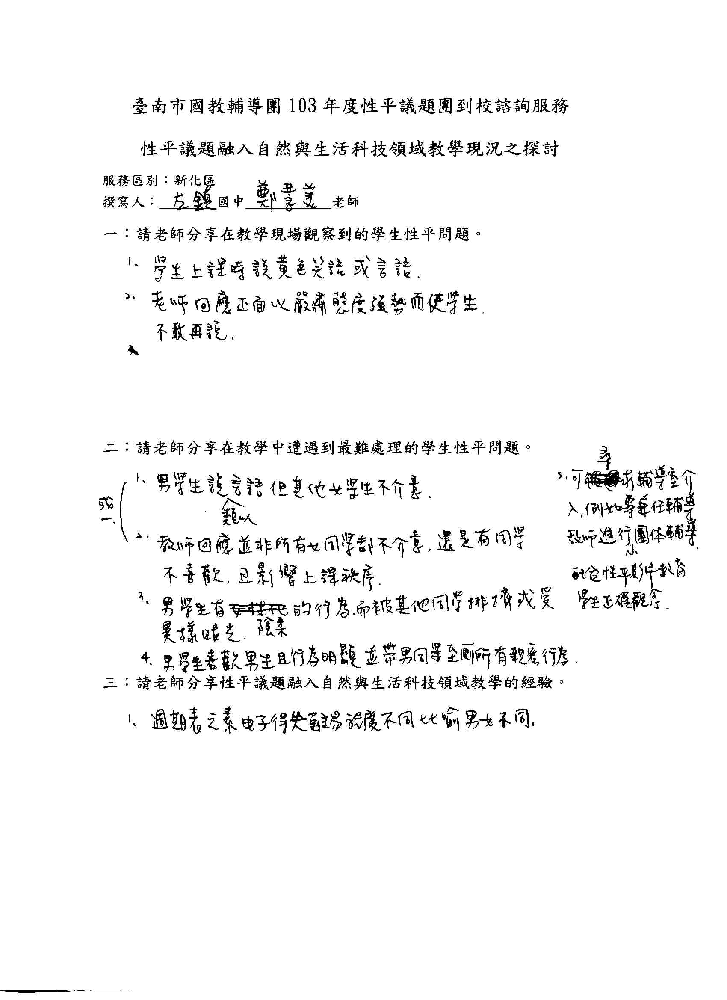 臺南市國教輔導團 103 年度性平議題團到校諮詢服務
性平議題融入自然與生活科技領域教學現況之探討
服務區別：新化區
撰寫人：左鎮國中鄭慧美老師
一：請老師分享在教學現場觀察到的學生性平問題。
1、學生上課時說黃色笑話或言語.
2、老師回應正面以嚴肅態度強勢而使學生.
不敢再說.
二：請老師分享在教學中遭遇到最難處理的學生性平問題。
1、男學生說言語但其他女學生不介意.
類似
或一.
2、教師回應並非所有女同學都不介意,還是有同學
不喜歡,且影響上課秩序.
3、男學生有的行為.而被其他同學排擠或受
陰柔
異樣眼光.
4、男學生喜歡男生且行為明顯並帶男同學至廁所有親密行為.
尋
5、可求輔導室介
入,例如專兼任輔導
教師進行團体輔導.
小
配合性平影片教育
學生正確觀念.
三：請老師分享性平議題融入自然與生活科技領域教學的經驗。
1、週期表之素电子得失難易程度不同比喻男女不同。